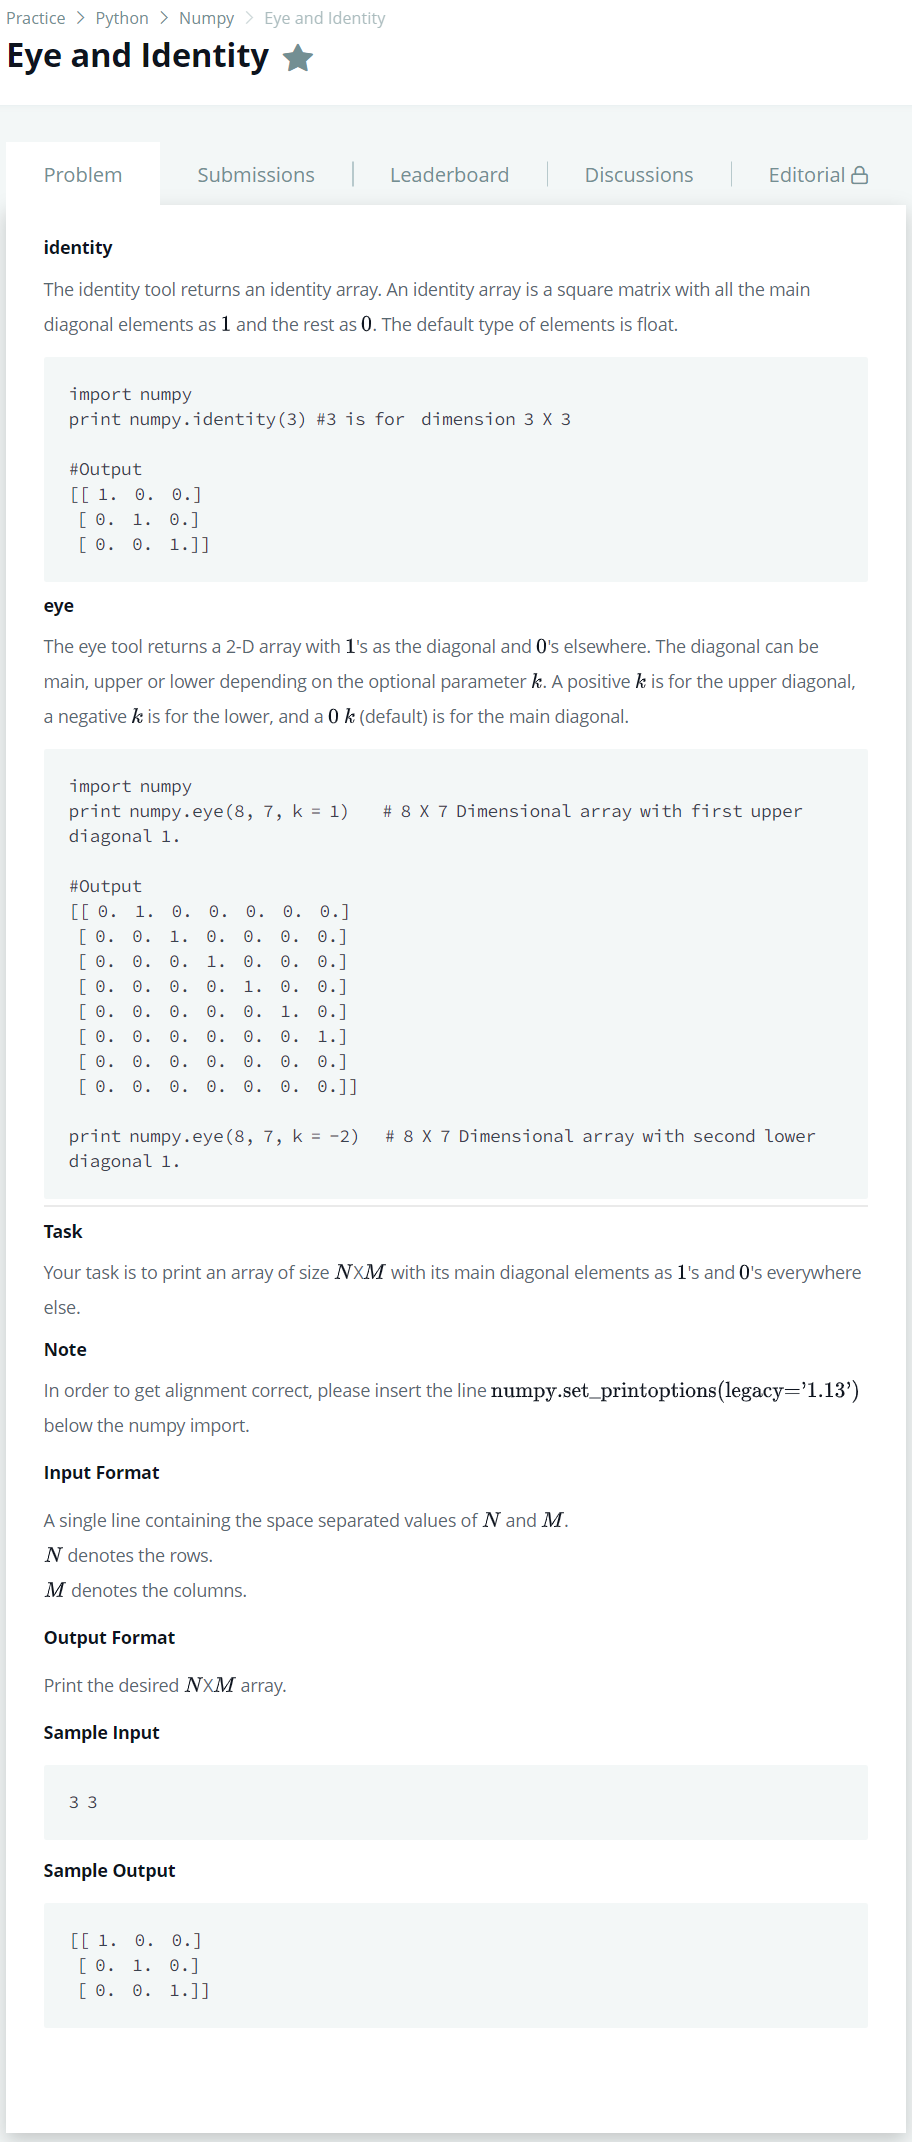 Practice > Python > Numpy > Eye and Identity
Eye and Identity
Problem Submissions Leaderboard Discussions Editorial
identity
The identity tool returns an identity array. An identity array is a square matrix with all the main
diagonal elements as 1 and the rest as 0. The default type of elements is float.
import numpy
print numpy.identity(3) #3 is for  dimension 3 X 3
#Output
[[ 1.  0.  0.]
 [ 0.  1.  0.]
 [ 0.  0.  1.]]
eye
The eye tool returns a 2-D array with 1's as the diagonal and 0's elsewhere. The diagonal can be
main, upper or lower depending on the optional parameter k. A positive k is for the upper diagonal,
a negative k is for the lower, and a 0 k (default) is for the main diagonal.
import numpy
print numpy.eye(8, 7, k = 1)    # 8 X 7 Dimensional array with first upper
diagonal 1.
#Output
[[ 0.  1.  0.  0.  0.  0.  0.]
 [ 0.  0.  1.  0.  0.  0.  0.]
 [ 0.  0.  0.  1.  0.  0.  0.]
 [ 0.  0.  0.  0.  1.  0.  0.]
 [ 0.  0.  0.  0.  0.  1.  0.]
 [ 0.  0.  0.  0.  0.  0.  1.]
 [ 0.  0.  0.  0.  0.  0.  0.]
 [ 0.  0.  0.  0.  0.  0.  0.]]
print numpy.eye(8, 7, k = -2)   # 8 X 7 Dimensional array with second lower
diagonal 1.
Task
Your task is to print an array of size NXM with its main diagonal elements as 1's and 0's everywhere
else.
Note
In order to get alignment correct, please insert the line numpy.set_printoptions(legacy=’1.13’)
below the numpy import.
Input Format
A single line containing the space separated values of N and M.
N denotes the rows.
M denotes the columns.
Output Format
Print the desired NXM array.
Sample Input
3 3
Sample Output
[[ 1.  0.  0.]
 [ 0.  1.  0.]
 [ 0.  0.  1.]]